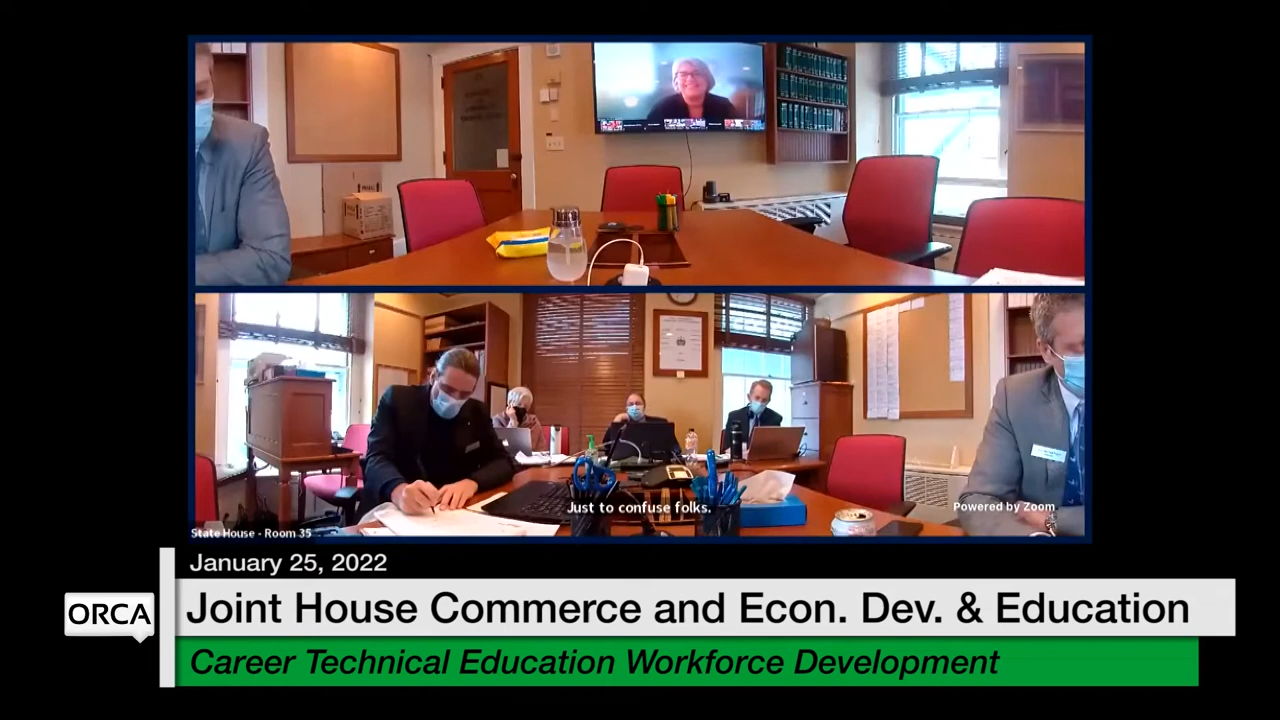 Just to confuse folks.
Powered by Zoom
State House - Room 35
January 25, 2022
ORCA
Joint House Commerce and Econ. Dev. & Education
Career Technical Education Workforce Development